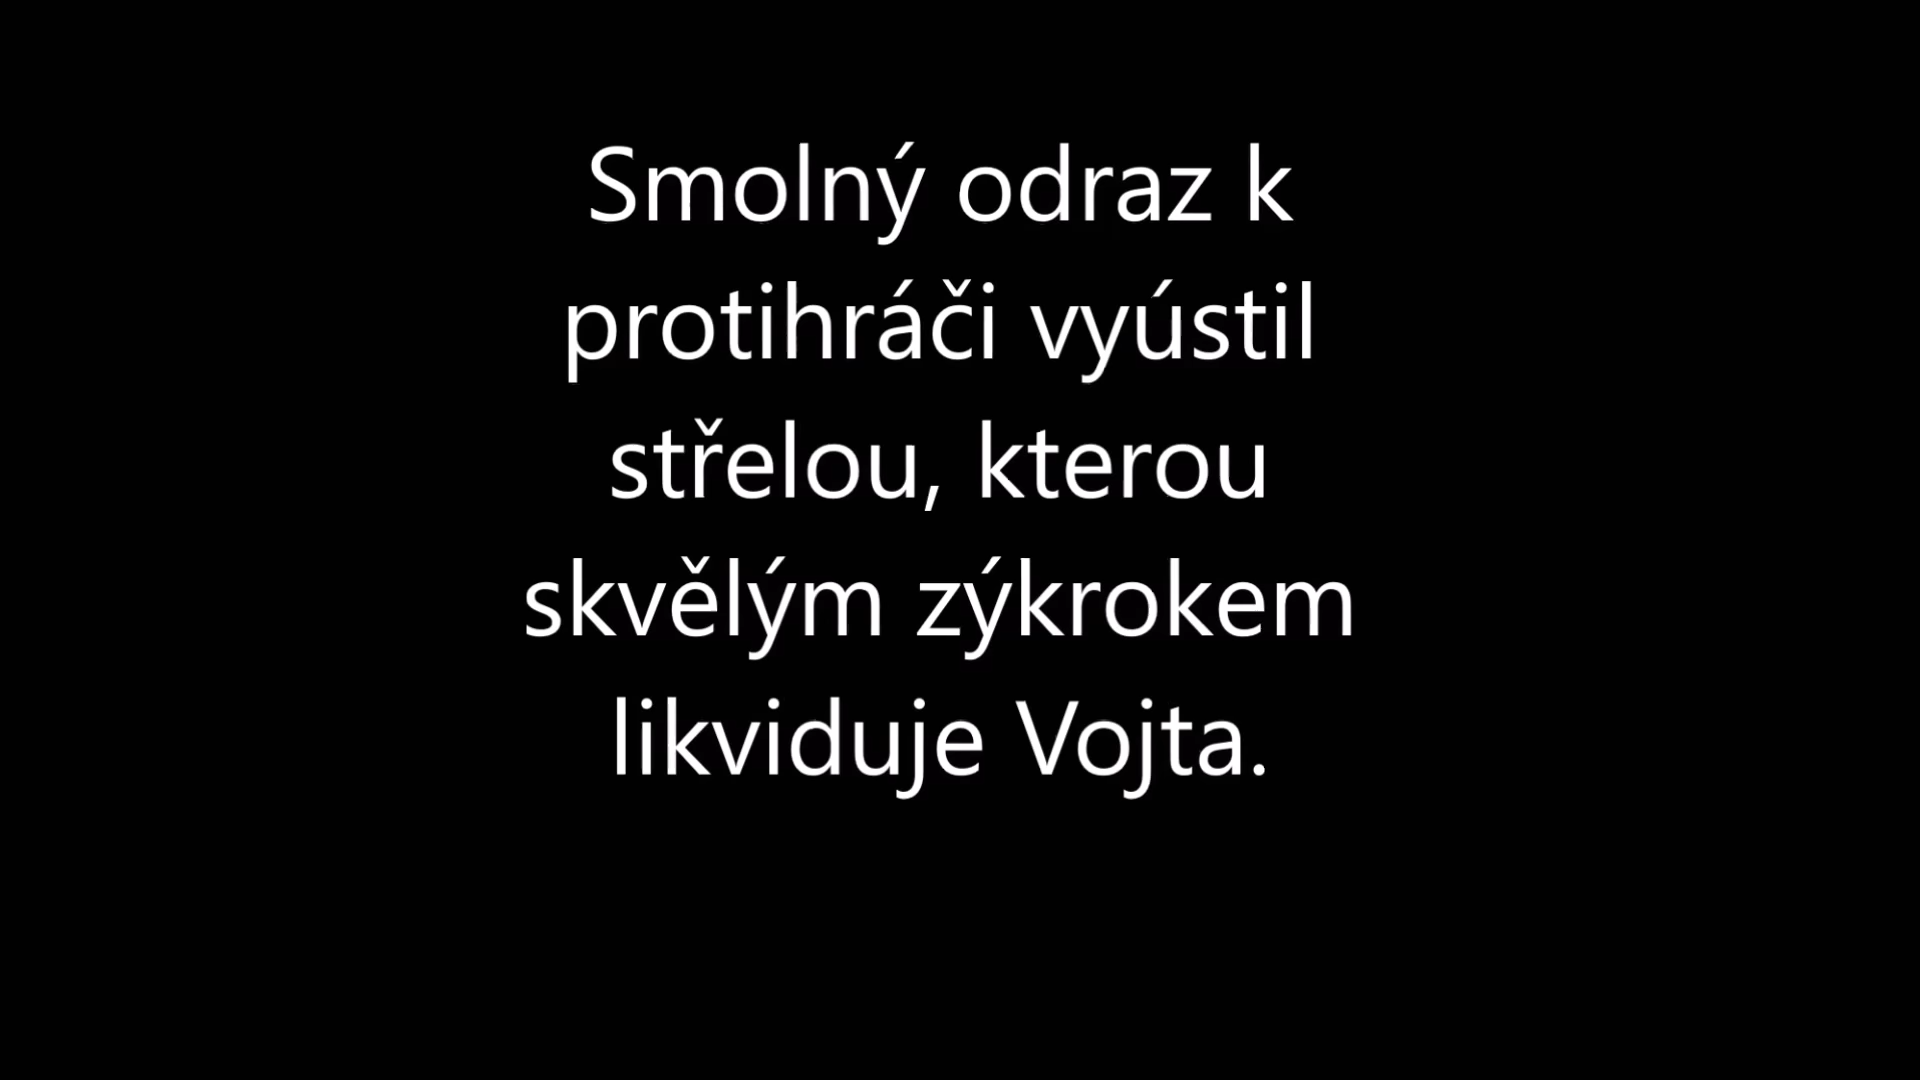 Smolný odraz k
protihráči vyústil
střelou, kterou
skvělým zýkrokem
likviduje Vojta.